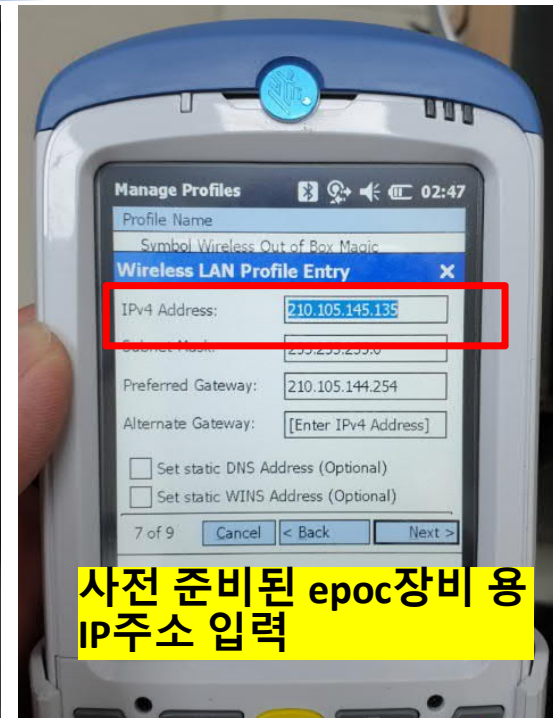 Manage Profiles 02:47
Profile Name
Symbol Wireless Out of Box Magic
Wireless LAN Profile Entry X
IPv4 Address: 210.105.145.135
Subnet Mask:
Preferred Gateway: 210.105.144.254
Alternate Gateway: [Enter IPv4 Address]
Set static DNS Address (Optional)
Set static WINS Address (Optional)
7 of 9 Cancel < Back Next >
사전 준비된 epoc장비 용
IP주소 입력